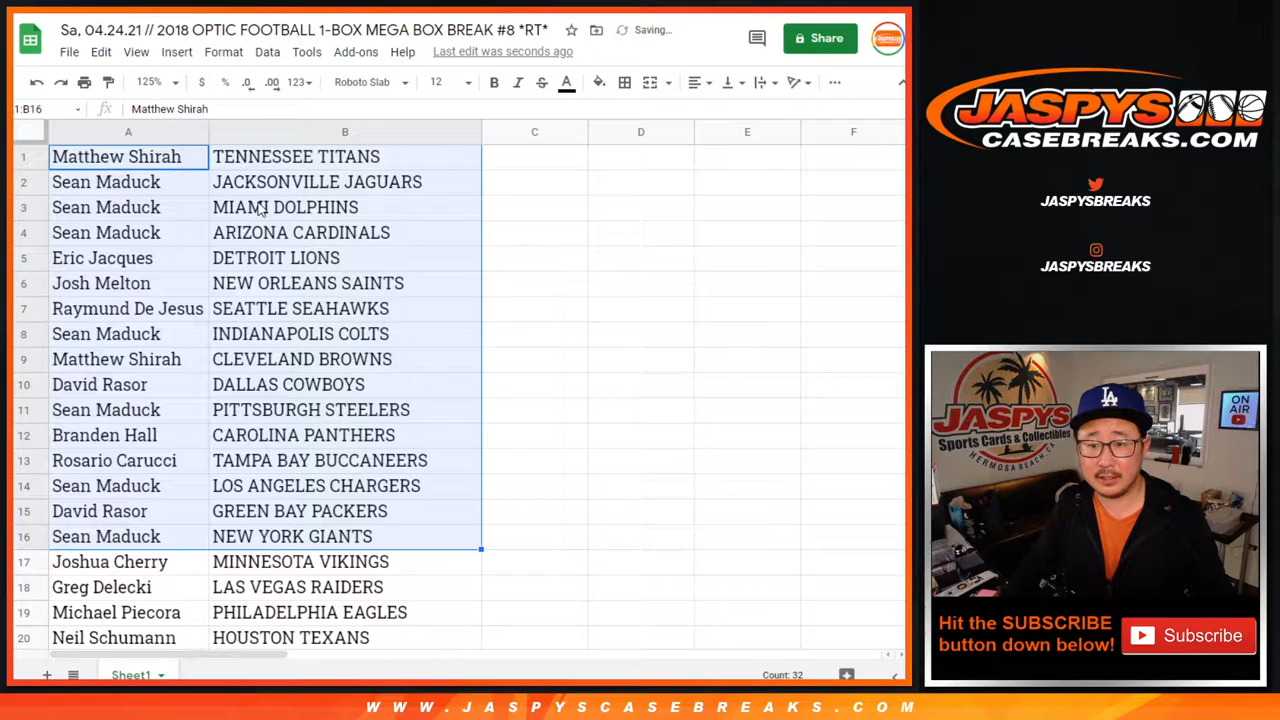 Sa, 04.24.21 // 2018 OPTIC FOOTBALL 1-BOX MEGA BOX BREAK #8 *RT*
Saving...
Share
File Edit View Insert Format Data Tools Add-ons Help Last edit was seconds ago
125% $ % .0 .00 123 Roboto Slab 12 B I S A
1:B16 fx Matthew Shirah
A B C D E F
1 Matthew Shirah TENNESSEE TITANS
2 Sean Maduck JACKSONVILLE JAGUARS
3 Sean Maduck MIAMI DOLPHINS
4 Sean Maduck ARIZONA CARDINALS
5 Eric Jacques DETROIT LIONS
6 Josh Melton NEW ORLEANS SAINTS
7 Raymund De Jesus SEATTLE SEAHAWKS
8 Sean Maduck INDIANAPOLIS COLTS
9 Matthew Shirah CLEVELAND BROWNS
10 David Rasor DALLAS COWBOYS
11 Sean Maduck PITTSBURGH STEELERS
12 Branden Hall CAROLINA PANTHERS
13 Rosario Carucci TAMPA BAY BUCCANEERS
14 Sean Maduck LOS ANGELES CHARGERS
15 David Rasor GREEN BAY PACKERS
16 Sean Maduck NEW YORK GIANTS
17 Joshua Cherry MINNESOTA VIKINGS
18 Greg Delecki LAS VEGAS RAIDERS
19 Michael Piecora PHILADELPHIA EAGLES
20 Neil Schumann HOUSTON TEXANS
Sheet1 Count: 32
JASPYS
CASEBREAKS.COM
JASPYSBREAKS
JASPYSBREAKS
JASPYS
Sports Cards & Collectibles
HERMOSA BEACH, CA
LA
ON
AIR
Hit the SUBSCRIBE
button down below!
Subscribe
WWW.JASPYSCASEBREAKS.COM